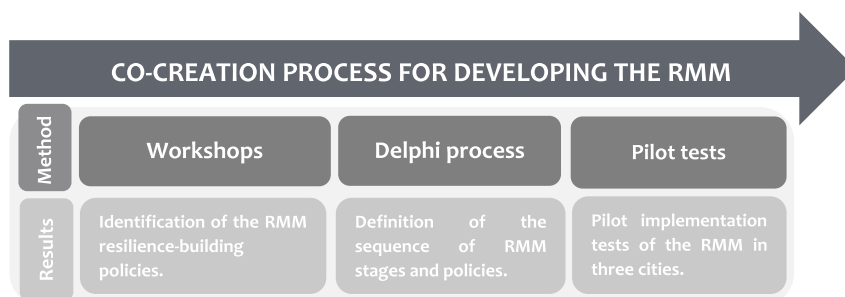 CO-CREATION PROCESS FOR DEVELOPING THE RMM
Method
Workshops
Delphi process
Pilot tests
Results
Identification of the RMM
resilience-building
policies.
Definition of the
sequence of RMM
stages and policies.
Pilot implementation
tests of the RMM in
three cities.